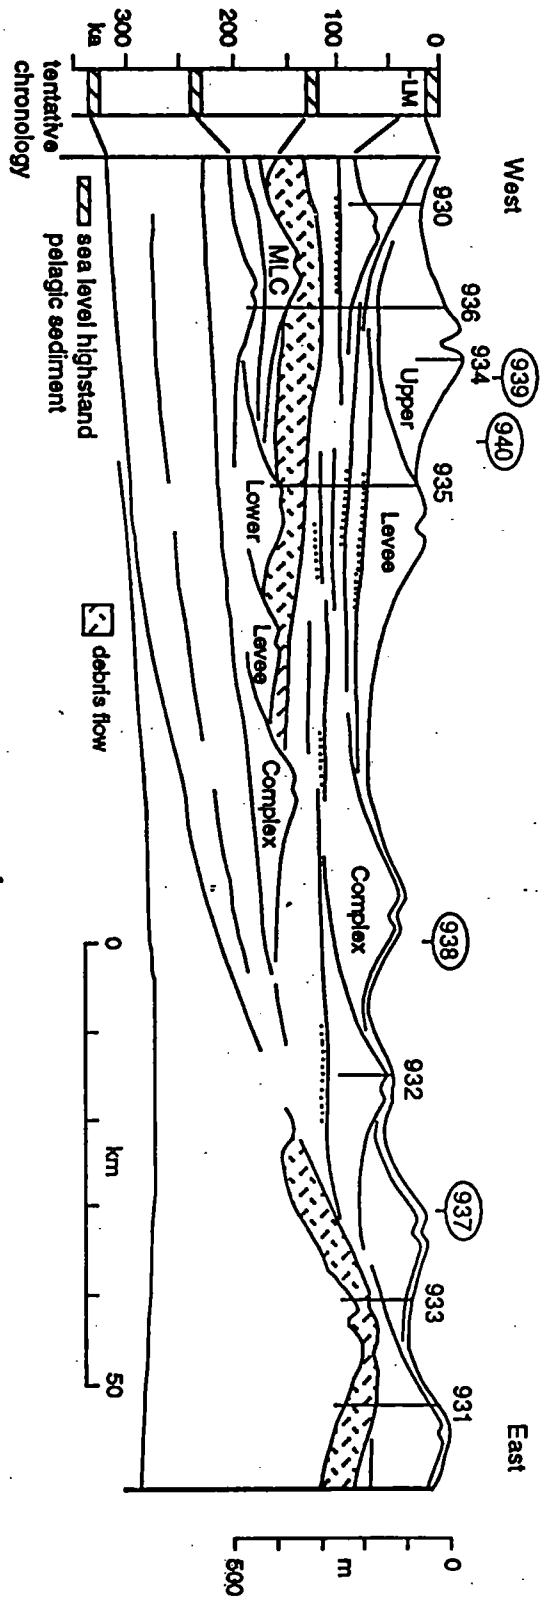 West
East
930
936
934
939
940
935
938
932
937
933
931
0
100
200
300
ka
LM
tentative
chronology
Upper
Levee
Complex
MLC
Lower
Levee
Complex
0
50
km
0
500
m
sea level highstand
pelagic sediment
debris flow